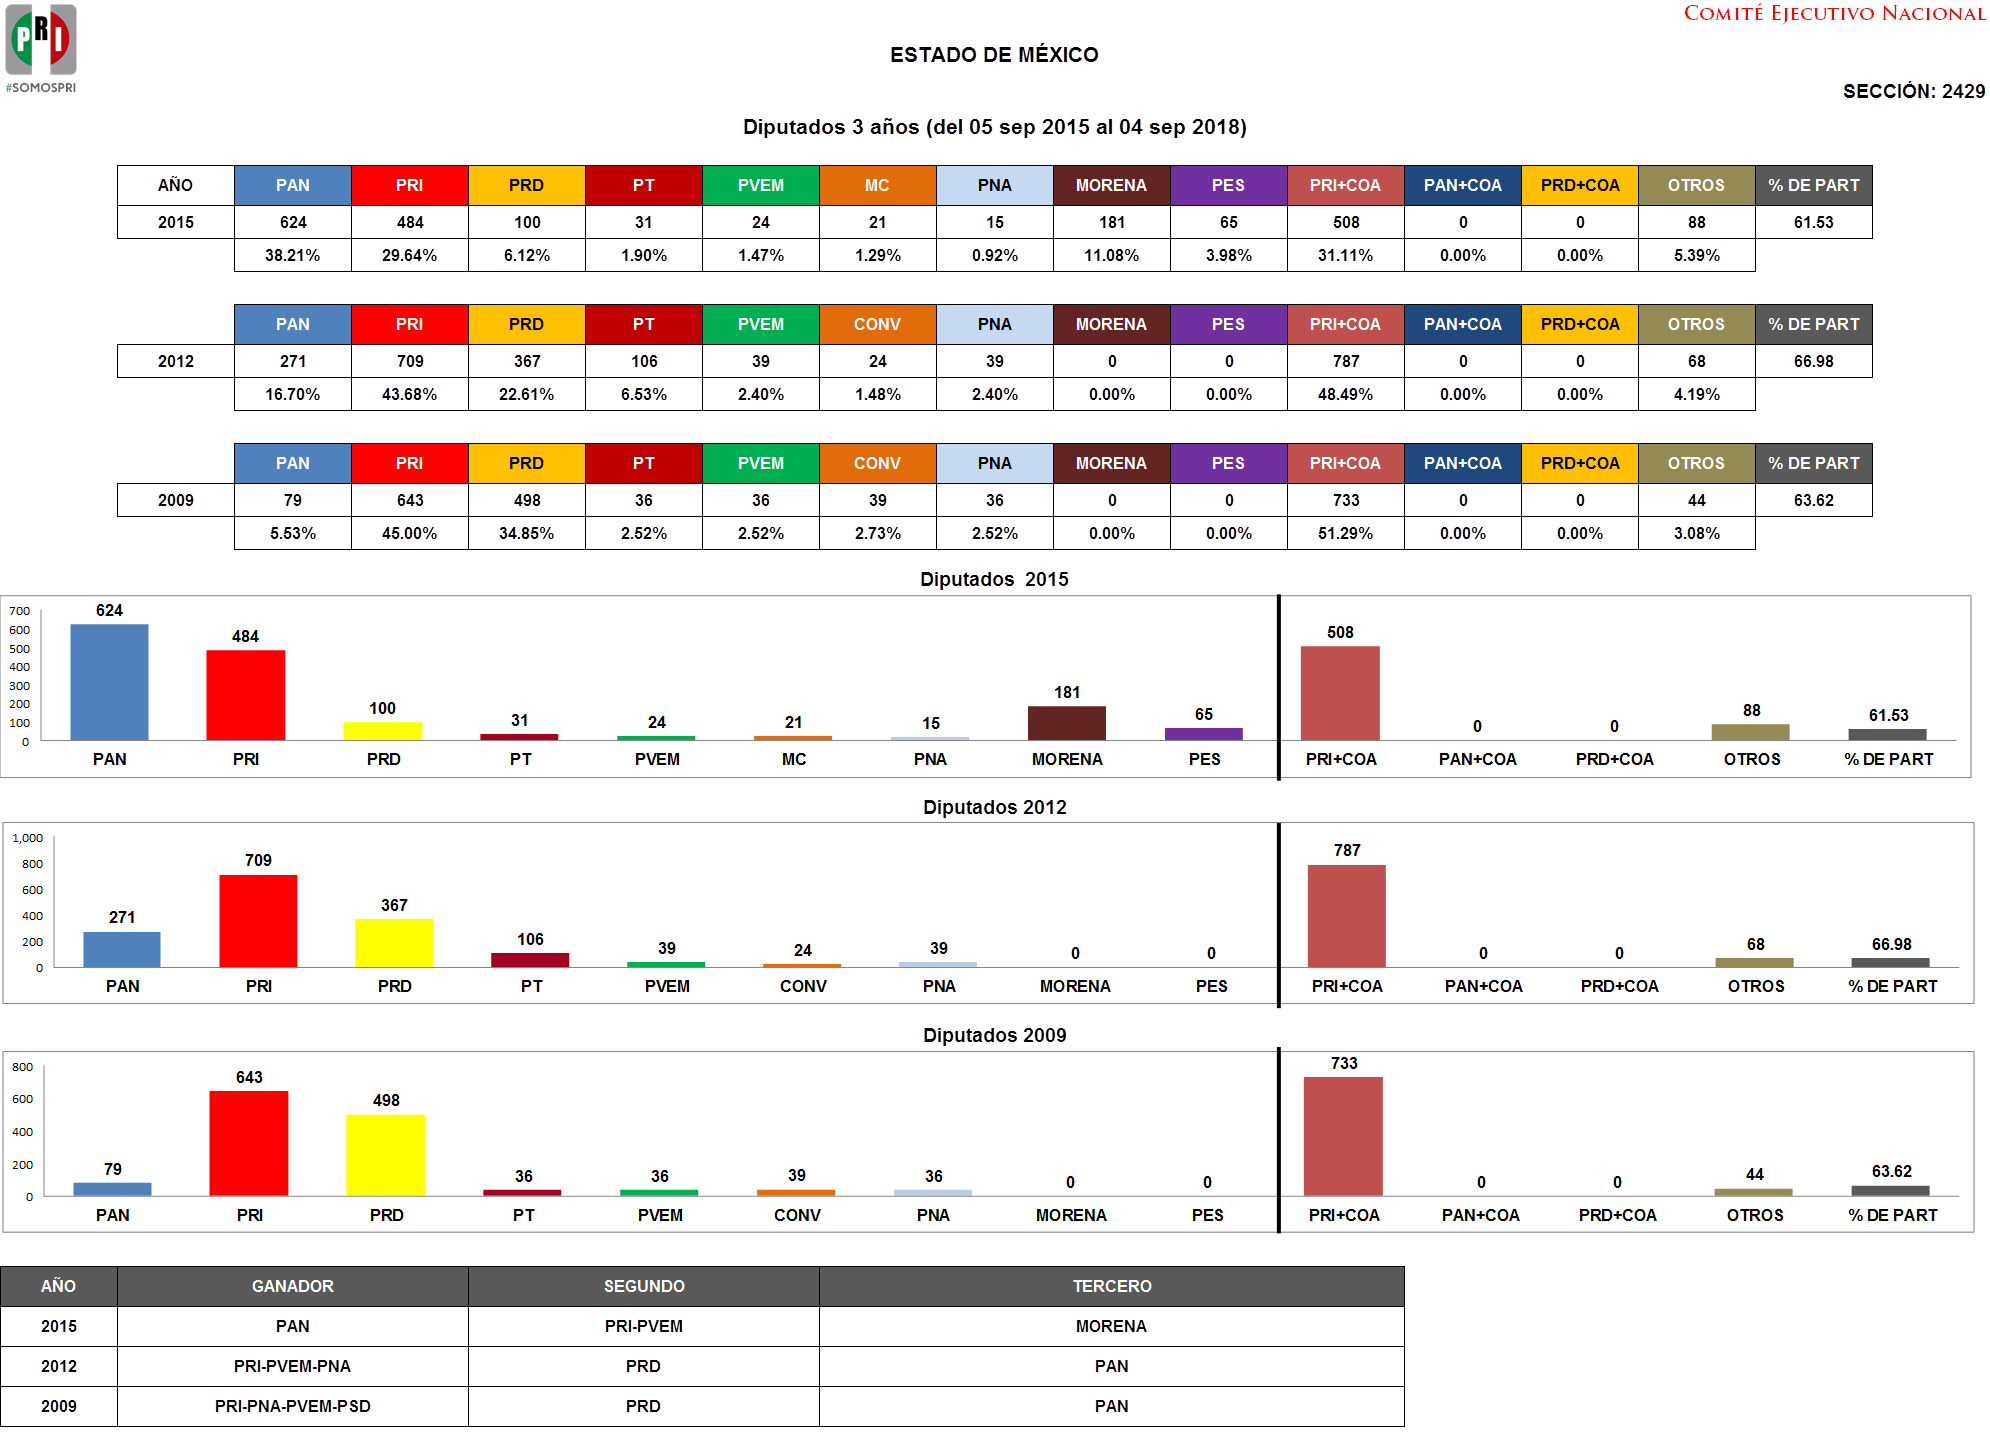 PRI
#SOMOSPRI
COMITÉ EJECUTIVO NACIONAL
ESTADO DE MÉXICO
SECCIÓN: 2429
Diputados 3 años (del 05 sep 2015 al 04 sep 2018)
AÑO PAN PRI PRD PT PVEM MC PNA MORENA PES PRI+COA PAN+COA PRD+COA OTROS % DE PART
2015 624 484 100 31 24 21 15 181 65 508 0 0 88 61.53
38.21% 29.64% 6.12% 1.90% 1.47% 1.29% 0.92% 11.08% 3.98% 31.11% 0.00% 0.00% 5.39%
PAN PRI PRD PT PVEM CONV PNA MORENA PES PRI+COA PAN+COA PRD+COA OTROS % DE PART
2012 271 709 367 106 39 24 39 0 0 787 0 0 68 66.98
16.70% 43.68% 22.61% 6.53% 2.40% 1.48% 2.40% 0.00% 0.00% 48.49% 0.00% 0.00% 4.19%
PAN PRI PRD PT PVEM CONV PNA MORENA PES PRI+COA PAN+COA PRD+COA OTROS % DE PART
2009 79 643 498 36 36 39 36 0 0 733 0 0 44 63.62
5.53% 45.00% 34.85% 2.52% 2.52% 2.73% 2.52% 0.00% 0.00% 51.29% 0.00% 0.00% 3.08%
Diputados 2015
700
600
500
400
300
200
100
0
624 484 100 31 24 21 15 181 65 508 0 0 88 61.53
PAN PRI PRD PT PVEM MC PNA MORENA PES PRI+COA PAN+COA PRD+COA OTROS % DE PART
Diputados 2012
1,000
800
600
400
200
0
271 709 367 106 39 24 39 0 0 787 0 0 68 66.98
PAN PRI PRD PT PVEM CONV PNA MORENA PES PRI+COA PAN+COA PRD+COA OTROS % DE PART
Diputados 2009
800
600
400
200
0
79 643 498 36 36 39 36 0 0 733 0 0 44 63.62
PAN PRI PRD PT PVEM CONV PNA MORENA PES PRI+COA PAN+COA PRD+COA OTROS % DE PART
AÑO GANADOR SEGUNDO TERCERO
2015 PAN PRI-PVEM MORENA
2012 PRI-PVEM-PNA PRD PAN
2009 PRI-PNA-PVEM-PSD PRD PAN